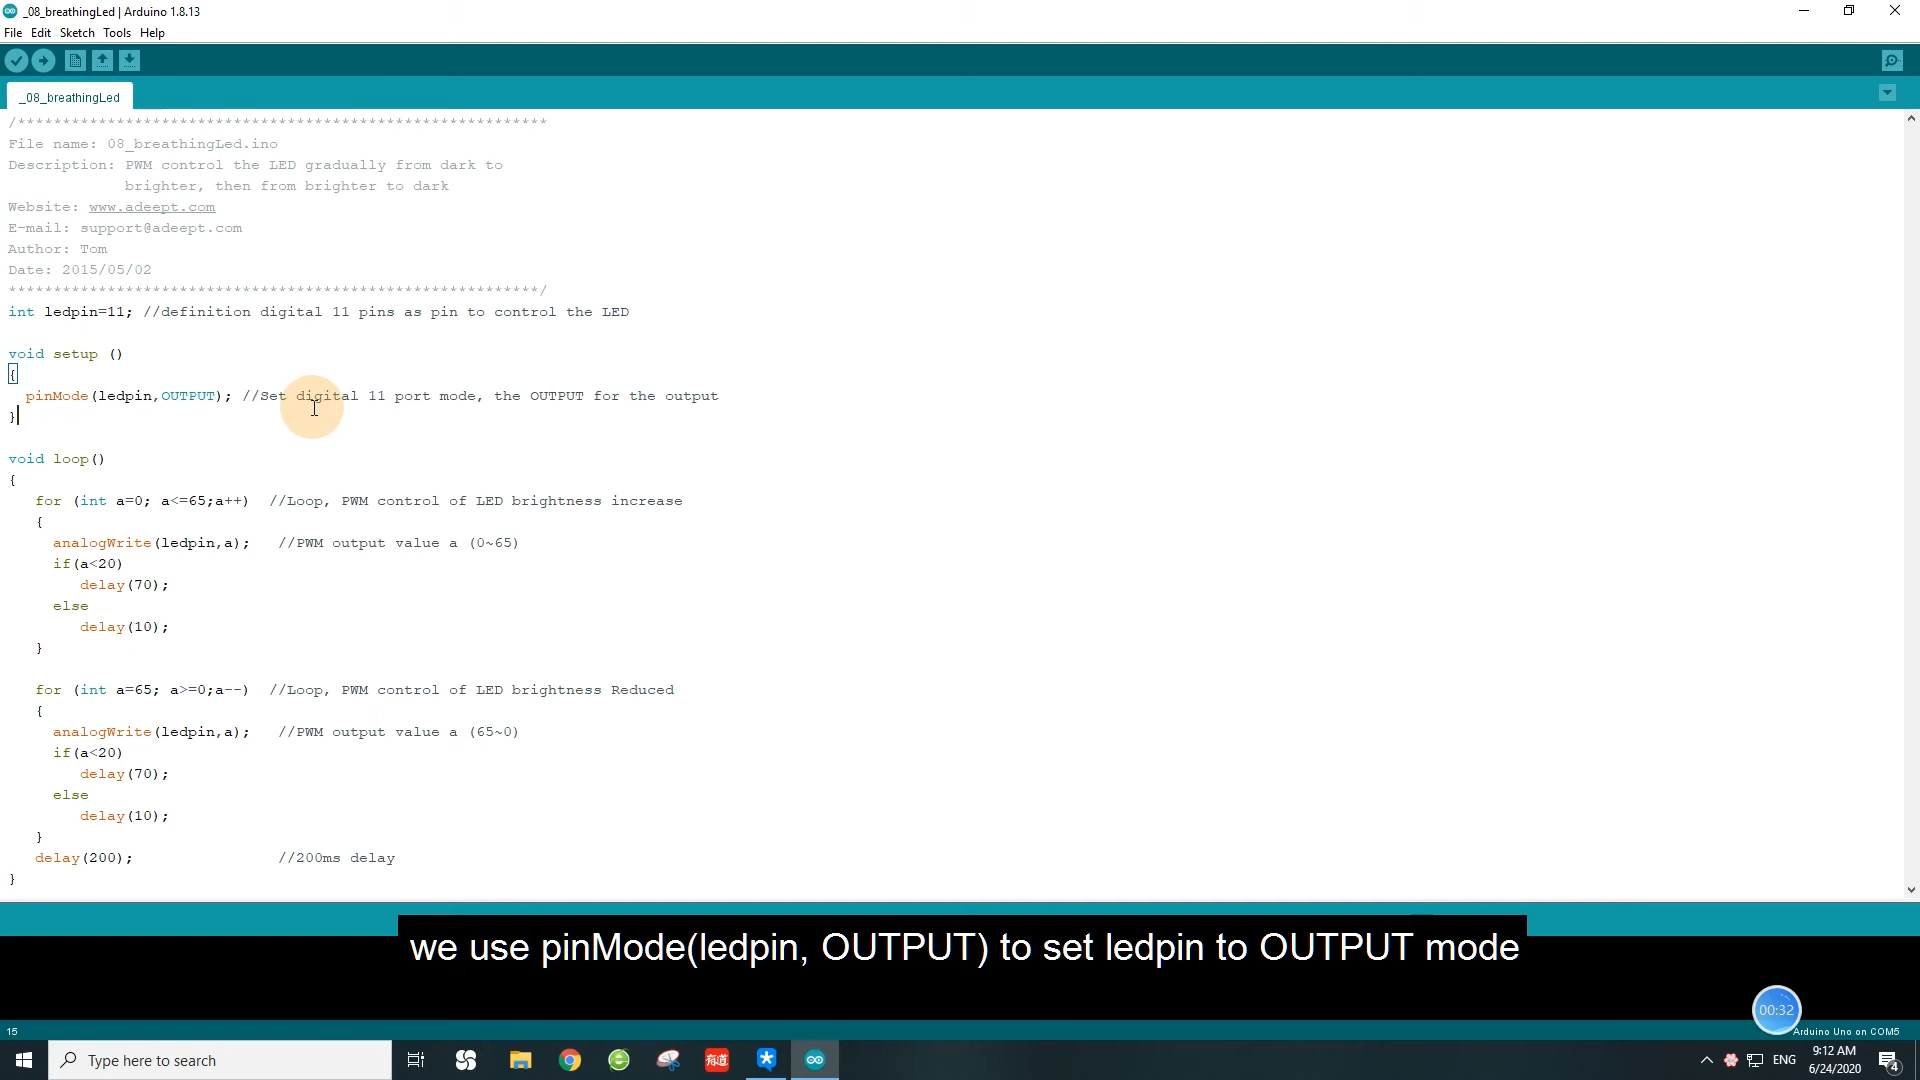 _08_breathingLed | Arduino 1.8.13
File Edit Sketch Tools Help
_08_breathingLed
/***********************************************************
File name: 08_breathingLed.ino
Description: PWM control the LED gradually from dark to
brighter, then from brighter to dark
Website: www.adeept.com
E-mail: support@adeept.com
Author: Tom
Date: 2015/05/02
***********************************************************/
int ledpin=11; //definition digital 11 pins as pin to control the LED
void setup ()
{
pinMode(ledpin,OUTPUT); //Set digital 11 port mode, the OUTPUT for the output
}
void loop()
{
for (int a=0; a<=65;a++) //Loop, PWM control of LED brightness increase
{
analogWrite(ledpin,a); //PWM output value a (0~65)
if(a<20)
delay(70);
else
delay(10);
}
for (int a=65; a>=0;a--) //Loop, PWM control of LED brightness Reduced
{
analogWrite(ledpin,a); //PWM output value a (65~0)
if(a<20)
delay(70);
else
delay(10);
}
delay(200); //200ms delay
}
we use pinMode(ledpin, OUTPUT) to set ledpin to OUTPUT mode
00:32
15
Arduino Uno on COM5
Type here to search
有道
ENG
9:12 AM
6/24/2020
4